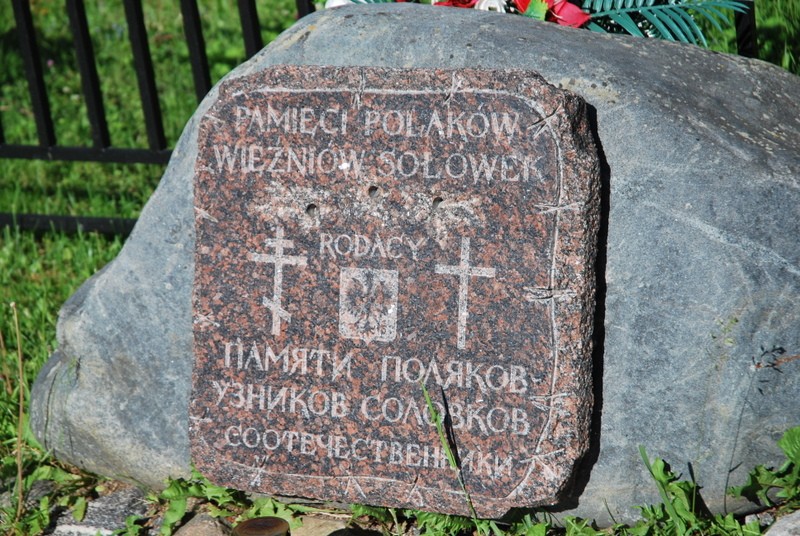 PAMIĘCI POLAKÓW
WIĘŹNIÓW SOŁOWEK
RODACY
ПАМЯТИ ПОЛЯКОВ-
УЗНИКОВ СОЛОВКОВ
СООТЕЧЕСТВЕННИКИ